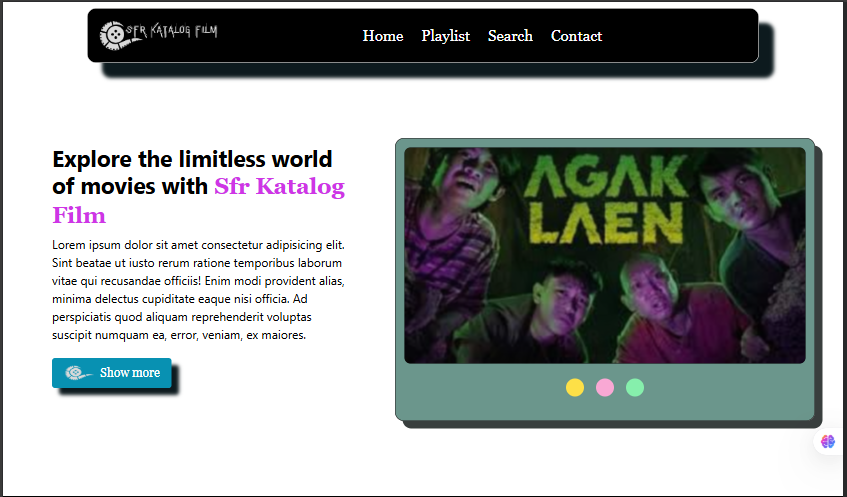 SFR KATALOG FILM
Home Playlist Search Contact
Explore the limitless world
of movies with Sfr Katalog
Film
Lorem ipsum dolor sit amet consectetur adipisicing elit.
Sint beatae ut iusto rerum ratione temporibus laborum
vitae qui recusandae officiis! Enim modi provident alias,
minima delectus cupiditate eaque nisi officia. Ad
perspiciatis quod aliquam reprehenderit voluptas
suscipit numquam ea, error, veniam, ex maiores.
Show more
AGAK
LAEN